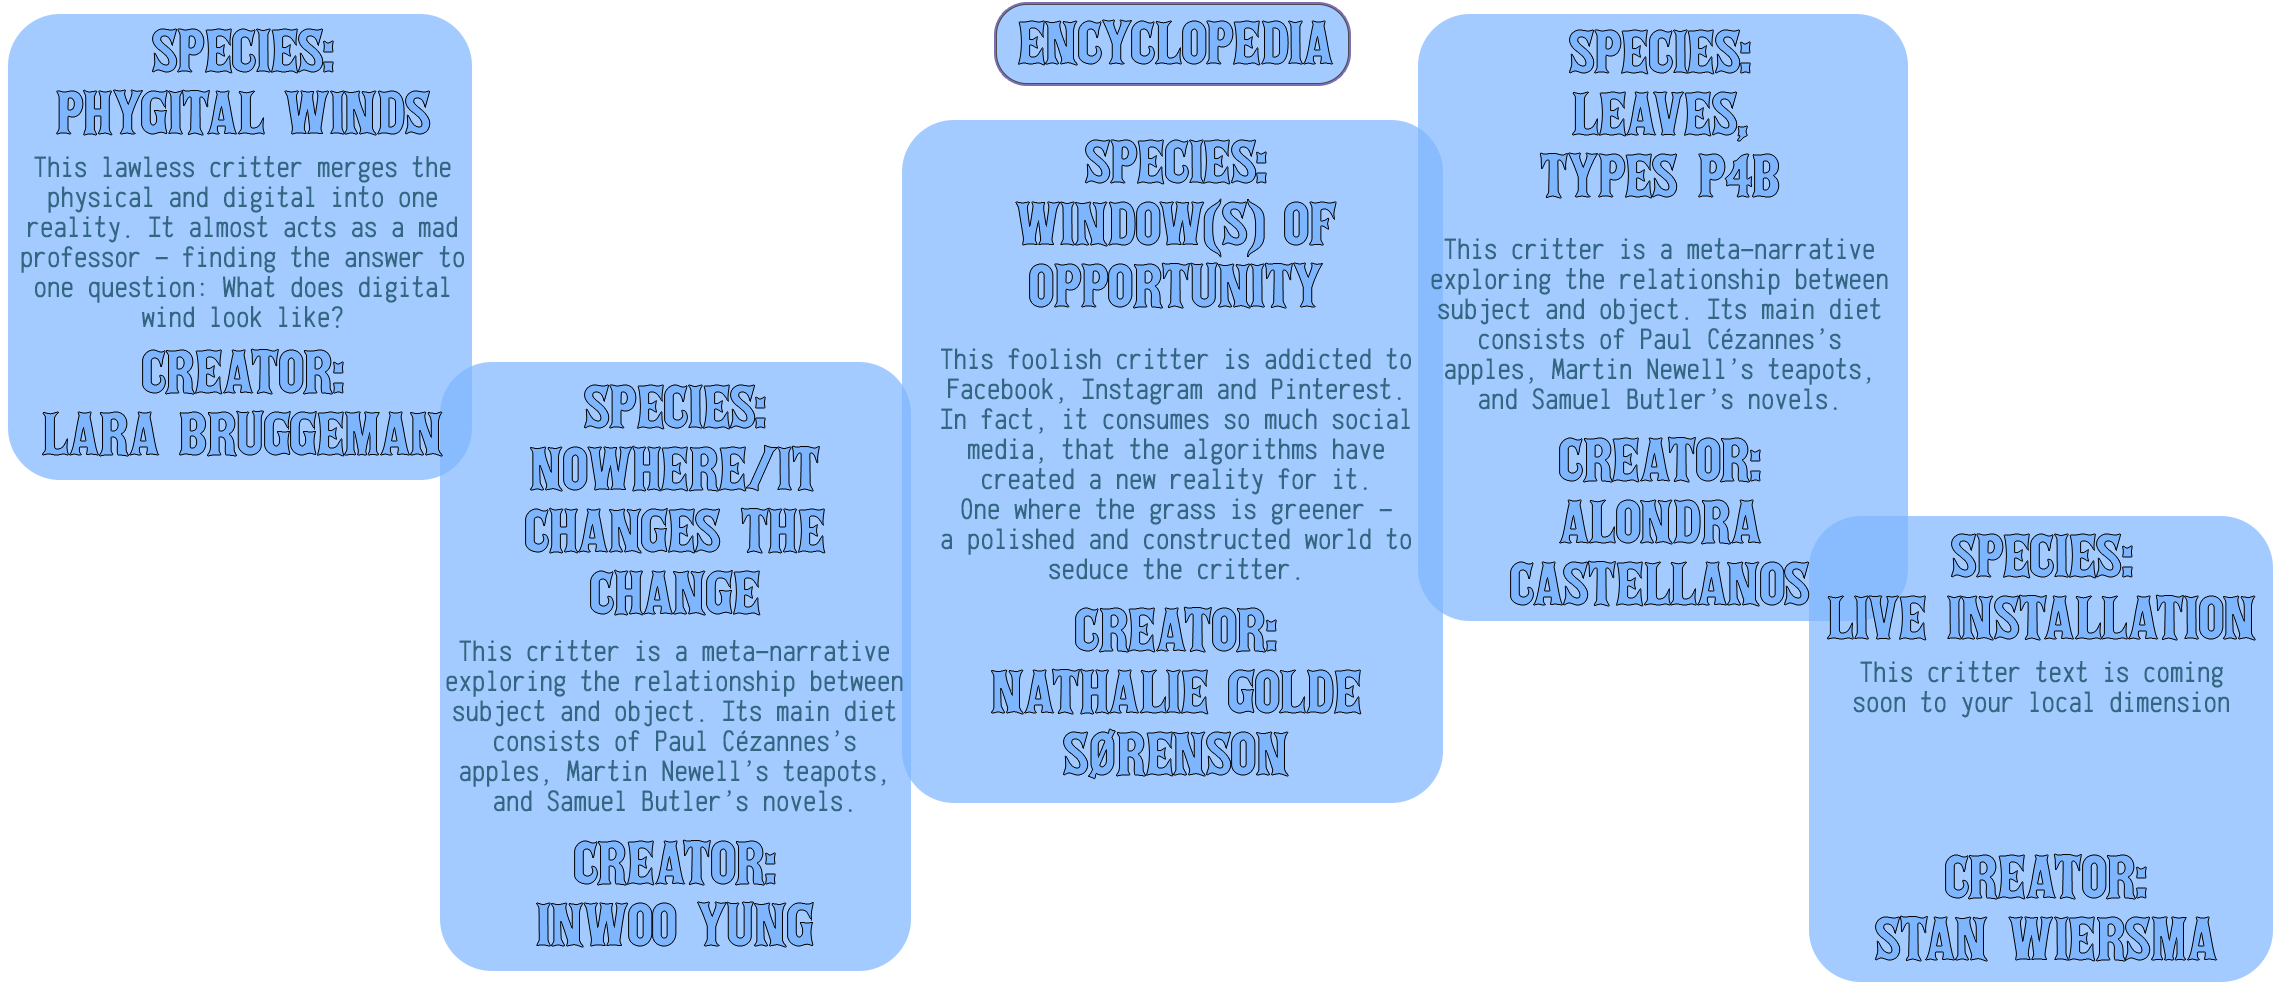 ENCYCLOPEDIA
SPECIES:
PHYGITAL WINDS
This lawless critter merges the
physical and digital into one
reality. It almost acts as a mad
professor – finding the answer to
one question: What does digital
wind look like?
CREATOR:
LARA BRUGGEMAN
SPECIES:
NOWHERE/IT
CHANGES THE
CHANGE
This critter is a meta–narrative
exploring the relationship between
subject and object. Its main diet
consists of Paul Cézannes’s
apples, Martin Newell’s teapots,
and Samuel Butler’s novels.
CREATOR:
INWOO YUNG
SPECIES:
WINDOW(S) OF
OPPORTUNITY
This foolish critter is addicted to
Facebook, Instagram and Pinterest.
In fact, it consumes so much social
media, that the algorithms have
created a new reality for it.
One where the grass is greener –
a polished and constructed world to
seduce the critter.
CREATOR:
NATHALIE GOLDE
SØRENSON
SPECIES:
LEAVES,
TYPES P4B
This critter is a meta–narrative
exploring the relationship between
subject and object. Its main diet
consists of Paul Cézannes’s
apples, Martin Newell’s teapots,
and Samuel Butler’s novels.
CREATOR:
ALONDRA
CASTELLANOS
SPECIES:
LIVE INSTALLATION
This critter text is coming
soon to your local dimension
CREATOR:
STAN WIERSMA